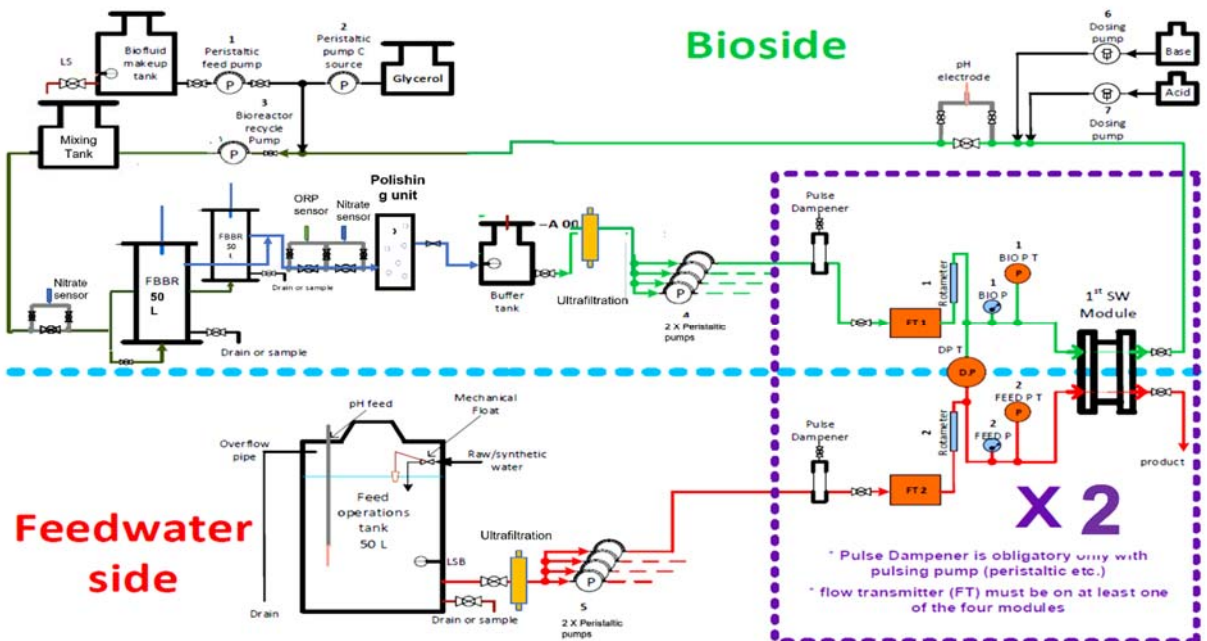 Bioside
1
Peristaltic
feed pump
2
Peristaltic
pump C
source
LS
Biofluid
makeup
tank
P
P
Glycerol
6
Dosing
pump
Base
pH
electrode
Acid
7
Dosing
pump
3
Bioreactor
recycle
Pump
Mixing
Tank
P
Polishin
g unit
ORP
sensor
Nitrate
sensor
FBBR
50
L
Drain or sample
Nitrate
sensor
FBBR
50
L
Drain or sample
Buffer
tank
Ultrafiltration
P
4
2 X Peristaltic
pumps
Pulse
Dampener
FT 1
1
Rotameter
1
BIO P
1
BIO P T
P
1st SW
Module
DP T
D.P
pH feed
Mechanical
Float
Overflow
pipe
Raw/synthetic
water
Feed
operations
tank
50 L
LSB
Drain
Drain or sample
Ultrafiltration
P
5
2 X Peristaltic
pumps
Pulse
Dampener
FT 2
2
Rotameter
2
FEED P
2
FEED P T
P
product
Feedwater
side
X 2
* Pulse Dampener is obligatory only with
pulsing pump (peristaltic etc.)
* flow transmitter (FT) must be on at least one
of the four modules